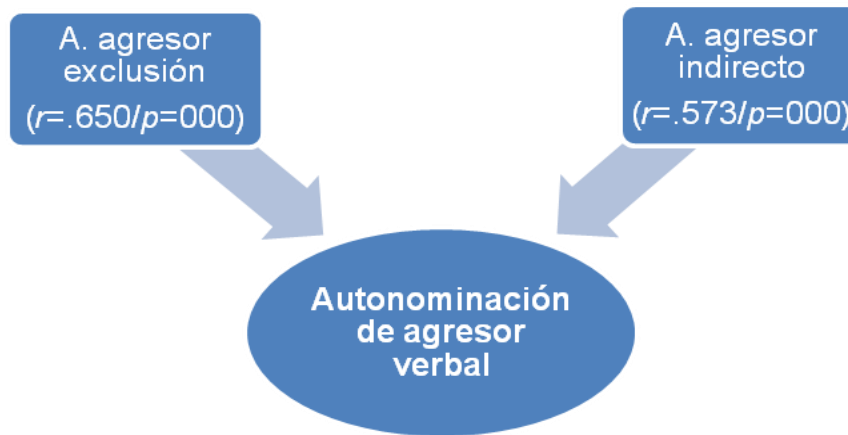 A. agresor
exclusión
(r=.650/p=000)
A. agresor
indirecto
(r=.573/p=000)
Autonominación
de agresor
verbal